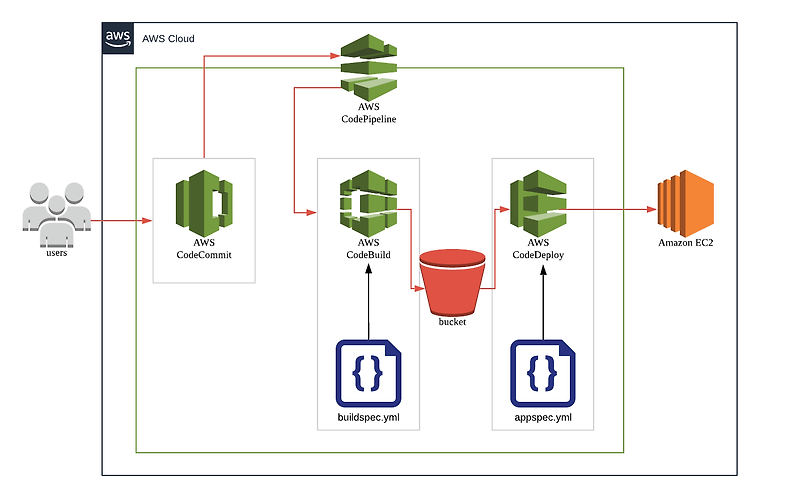 aws
AWS Cloud
AWS
CodePipeline
users
AWS
CodeCommit
AWS
CodeBuild
bucket
AWS
CodeDeploy
Amazon EC2
{ }
buildspec.yml
{ }
appspec.yml